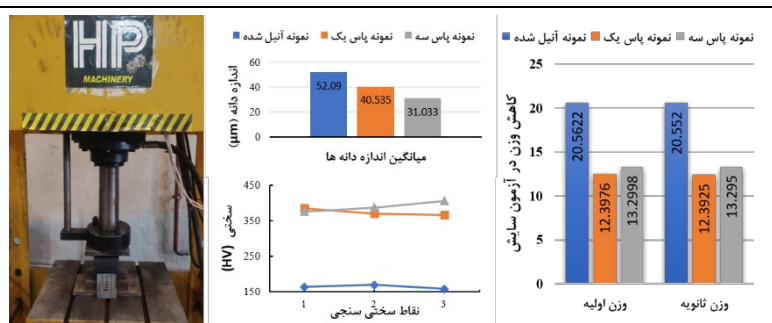 HP
MACHINERY
نمونه آنیل شده نمونه پاس یک نمونه پاس سه
اندازه دانه (µm)
60
40
20
0
52.09
40.535
31.033
میانگین اندازه دانه ها
سختی (HV)
450
350
250
150
1 2 3
نقاط سختی سنجی
نمونه آنیل شده نمونه پاس یک نمونه پاس سه
کاهش وزن در آزمون سایش
25
20
15
10
5
0
20.5622
12.3976
13.2998
20.552
12.3925
13.295
وزن اولیه
وزن ثانویه